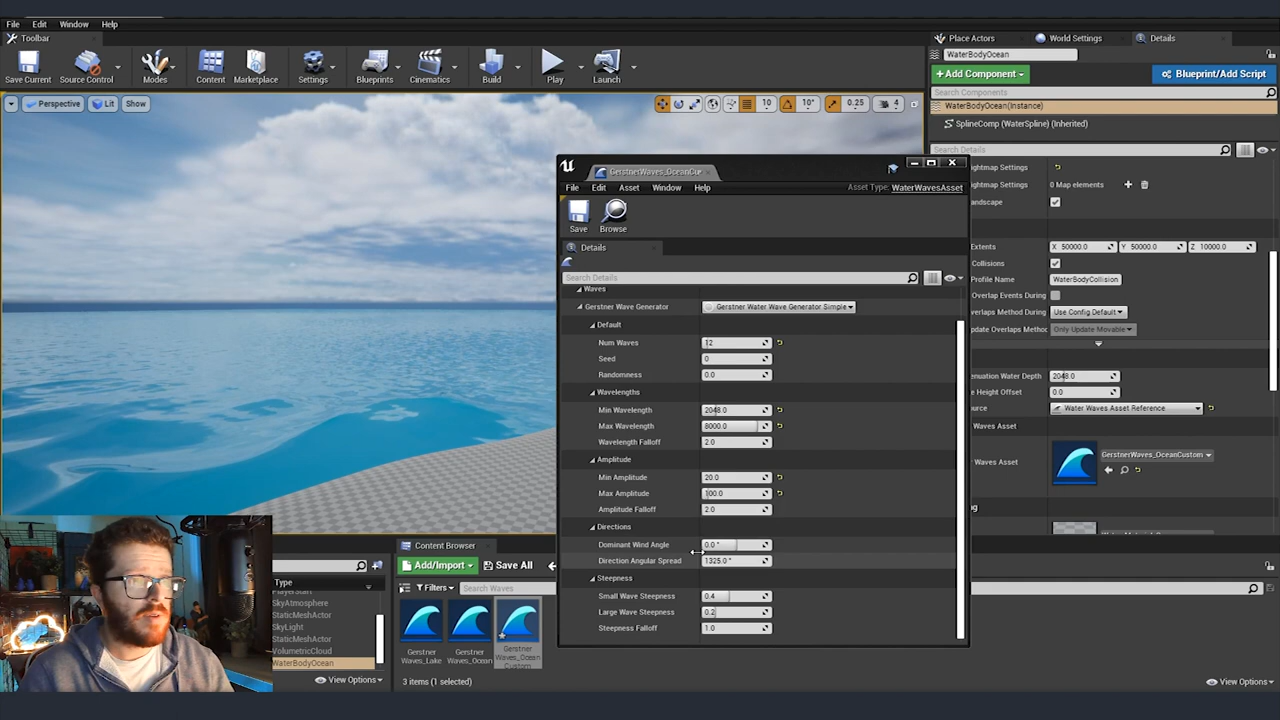 File Edit Window Help
Toolbar
Save Current
Source Control
Modes
Content
Marketplace
Settings
Blueprints
Cinematics
Build
Play
Launch
Perspective
Lit
Show
10
10°
0.25
4
Place Actors
World Settings
Details
WaterBodyOcean
+Add Component
Blueprint/Add Script
Search Components
WaterBodyOcean(Instance)
SplineComp (WaterSpline) (Inherited)
Search Details
ightmap Settings
ightmap Settings 0 Map elements
andscape
Extents X 50000.0 Y 50000.0 Z 10000.0
Collisions
Profile Name WaterBodyCollision
Overlap Events During
verlaps Method During Use Config Default
pdate Overlaps Method Only Update Movable
enuation Water Depth 2048.0
e Height Offset 0.0
ource Water Waves Asset Reference
Waves Asset
Waves Asset GerstnerWaves_OceanCustom
GerstnerWaves_OceanCu
File Edit Asset Window Help
Asset Type: WaterWavesAsset
Save
Browse
Details
Search Details
Waves
Gerstner Wave Generator Gerstner Water Wave Generator Simple
Default
Num Waves 12
Seed 0
Randomness 0.0
Wavelengths
Min Wavelength 2048.0
Max Wavelength 8000.0
Wavelength Falloff 2.0
Amplitude
Min Amplitude 20.0
Max Amplitude 100.0
Amplitude Falloff 2.0
Directions
Dominant Wind Angle 0.0 °
Direction Angular Spread 1325.0 °
Steepness
Small Wave Steepness 0.4
Large Wave Steepness 0.2
Steepness Falloff 1.0
Type
PlayerStart
SkyAtmosphere
StaticMeshActor
SkyLight
StaticMeshActor
StaticMeshActor
VolumetricCloud
WaterBodyOcean
View Options
Content Browser
Add/Import
Save All
Filters
Search Waves
Gerstner
Waves_Lake
Gerstner
Waves_Ocean
Gerstner
Waves_Ocean
Custom
3 items (1 selected)
View Options